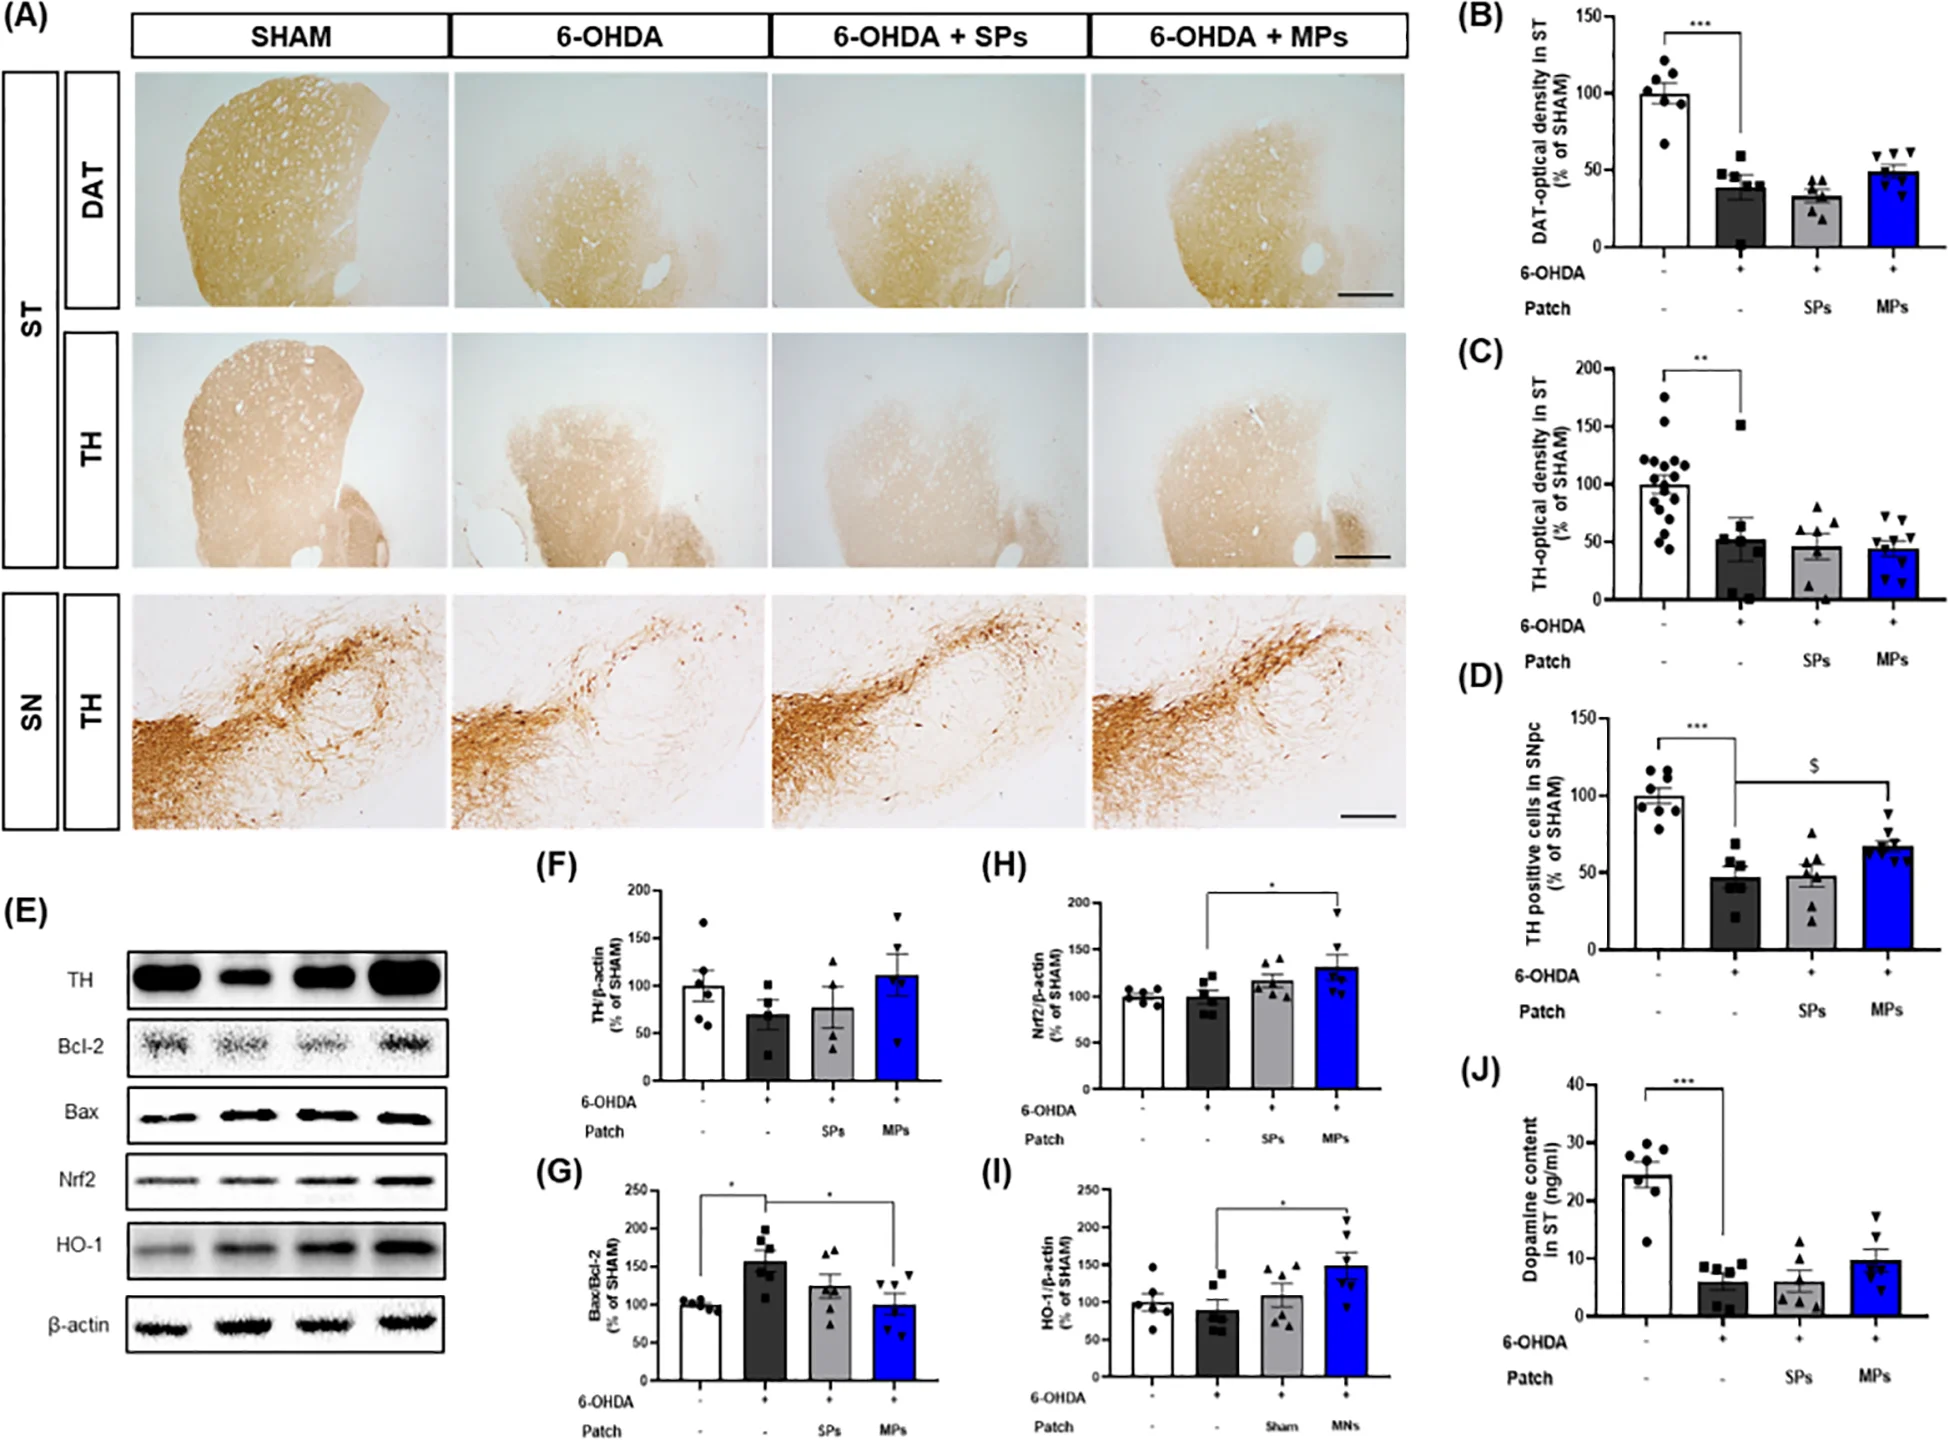 (A)
SHAM
6-OHDA
6-OHDA + SPs
6-OHDA + MPs
ST
DAT
TH
SN
TH
(B)
DAT-optical density in ST
(% of SHAM)
150
100
50
0
***
6-OHDA - + + +
Patch - - SPs MPs
(C)
TH-optical density in ST
(% of SHAM)
200
150
100
50
0
**
6-OHDA - + + +
Patch - - SPs MPs
(D)
TH positive cells in SNpc
(% of SHAM)
150
100
50
0
***
$
6-OHDA - + + +
Patch - - SPs MPs
(E)
TH
Bcl-2
Bax
Nrf2
HO-1
β-actin
(F)
TH/β-actin
(% of SHAM)
200
150
100
50
0
6-OHDA - + + +
Patch - - SPs MPs
(G)
Bax/Bcl-2
(% of SHAM)
250
200
150
100
50
0
*
*
6-OHDA - + + +
Patch - - SPs MPs
(H)
Nrf2/β-actin
(% of SHAM)
200
150
100
50
0
*
6-OHDA - + + +
Patch - - SPs MPs
(I)
HO-1/β-actin
(% of SHAM)
250
200
150
100
50
0
*
6-OHDA - + + +
Patch - - Sham MNs
(J)
Dopamine content
in ST (ng/ml)
40
30
20
10
0
***
6-OHDA - + + +
Patch - - SPs MPs